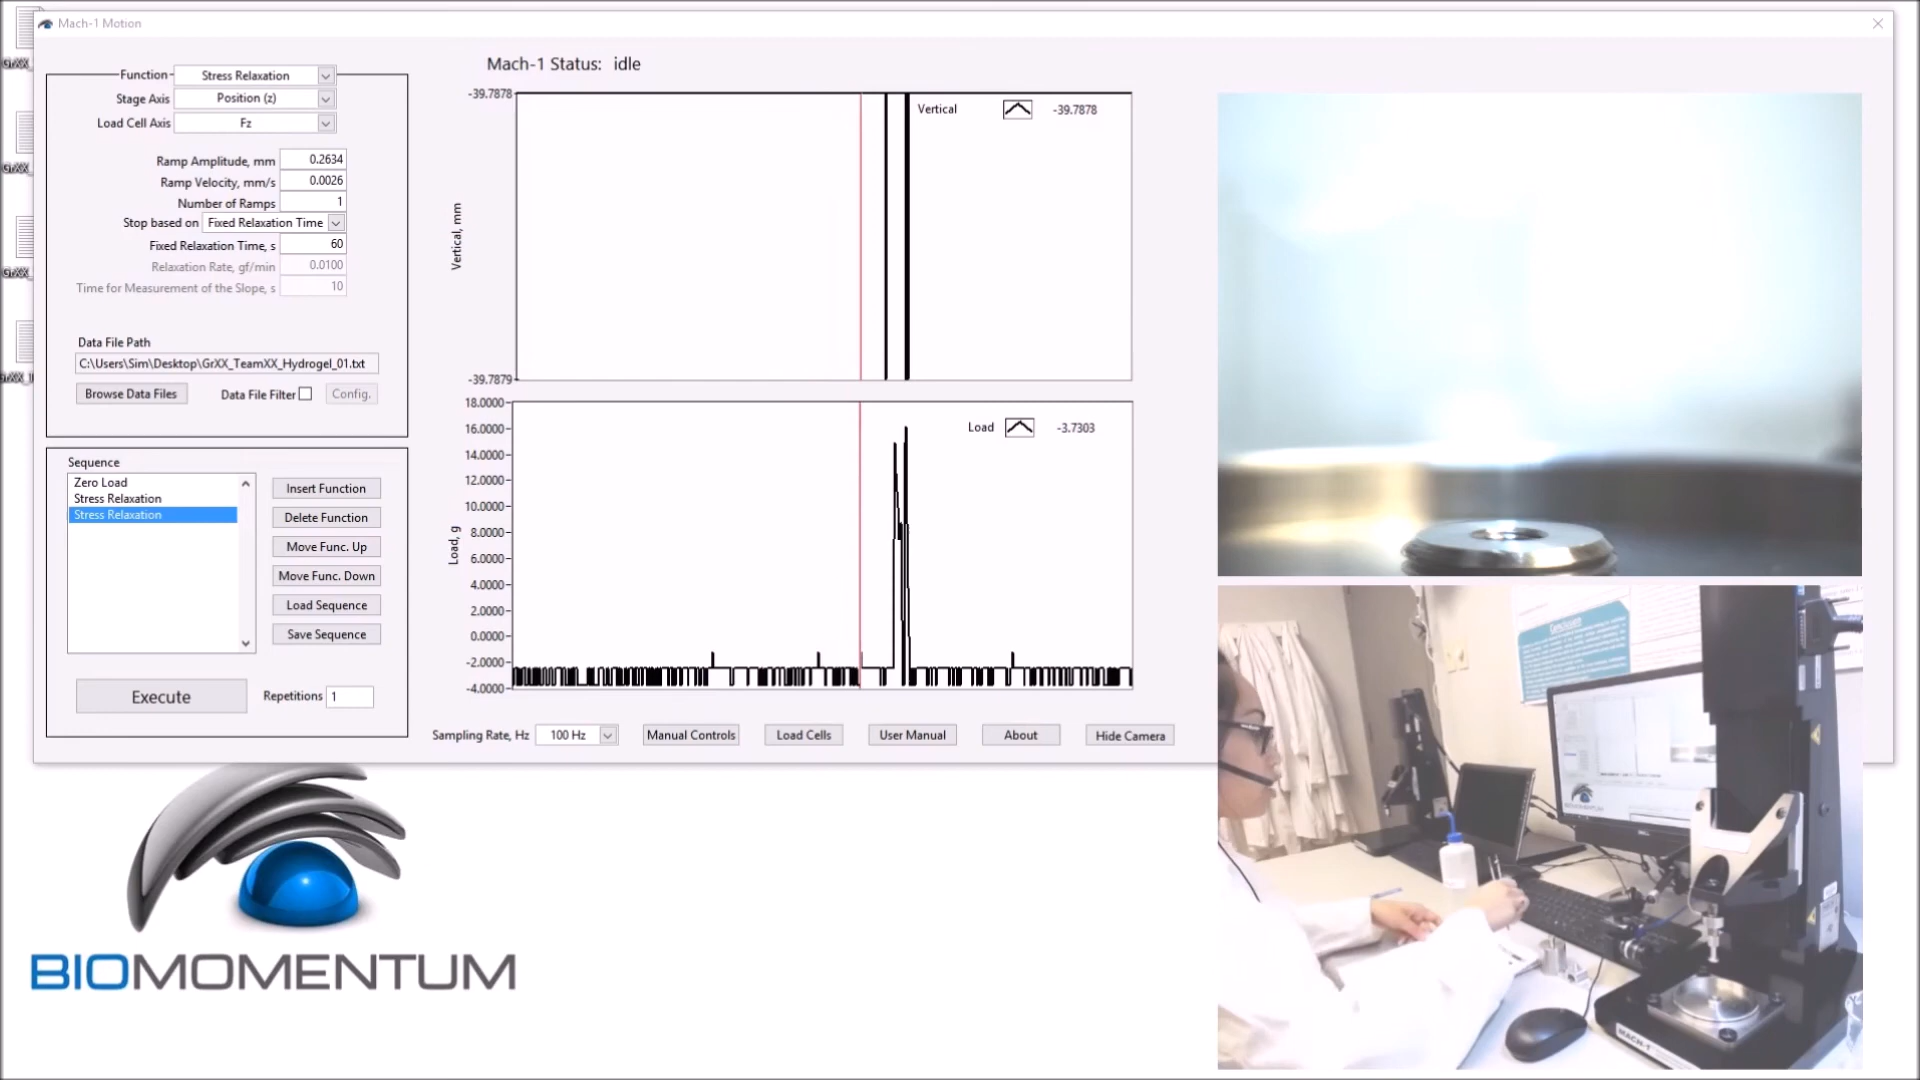 Mach-1 Motion
Function
Stress Relaxation
Stage Axis
Position (z)
Load Cell Axis
Fz
Ramp Amplitude, mm
0.2634
Ramp Velocity, mm/s
0.0026
Number of Ramps
1
Stop based on
Fixed Relaxation Time
Fixed Relaxation Time, s
60
Relaxation Rate, gf/min
0.0100
Time for Measurement of the Slope, s
10
Data File Path
C:\Users\Sim\Desktop\GrXX_TeamXX_Hydrogel_01.txt
Browse Data Files
Data File Filter
Config.
Sequence
Zero Load
Stress Relaxation
Stress Relaxation
Insert Function
Delete Function
Move Func. Up
Move Func. Down
Load Sequence
Save Sequence
Execute
Repetitions
1
Mach-1 Status: idle
-39.7878
Vertical, mm
-39.7879
Vertical
-39.7878
18.0000
16.0000
14.0000
12.0000
10.0000
8.0000
6.0000
4.0000
2.0000
0.0000
-2.0000
-4.0000
Load, g
Load
-3.7303
Sampling Rate, Hz
100 Hz
Manual Controls
Load Cells
User Manual
About
Hide Camera
BIOMOMENTUM
Conclusion
MACH-1